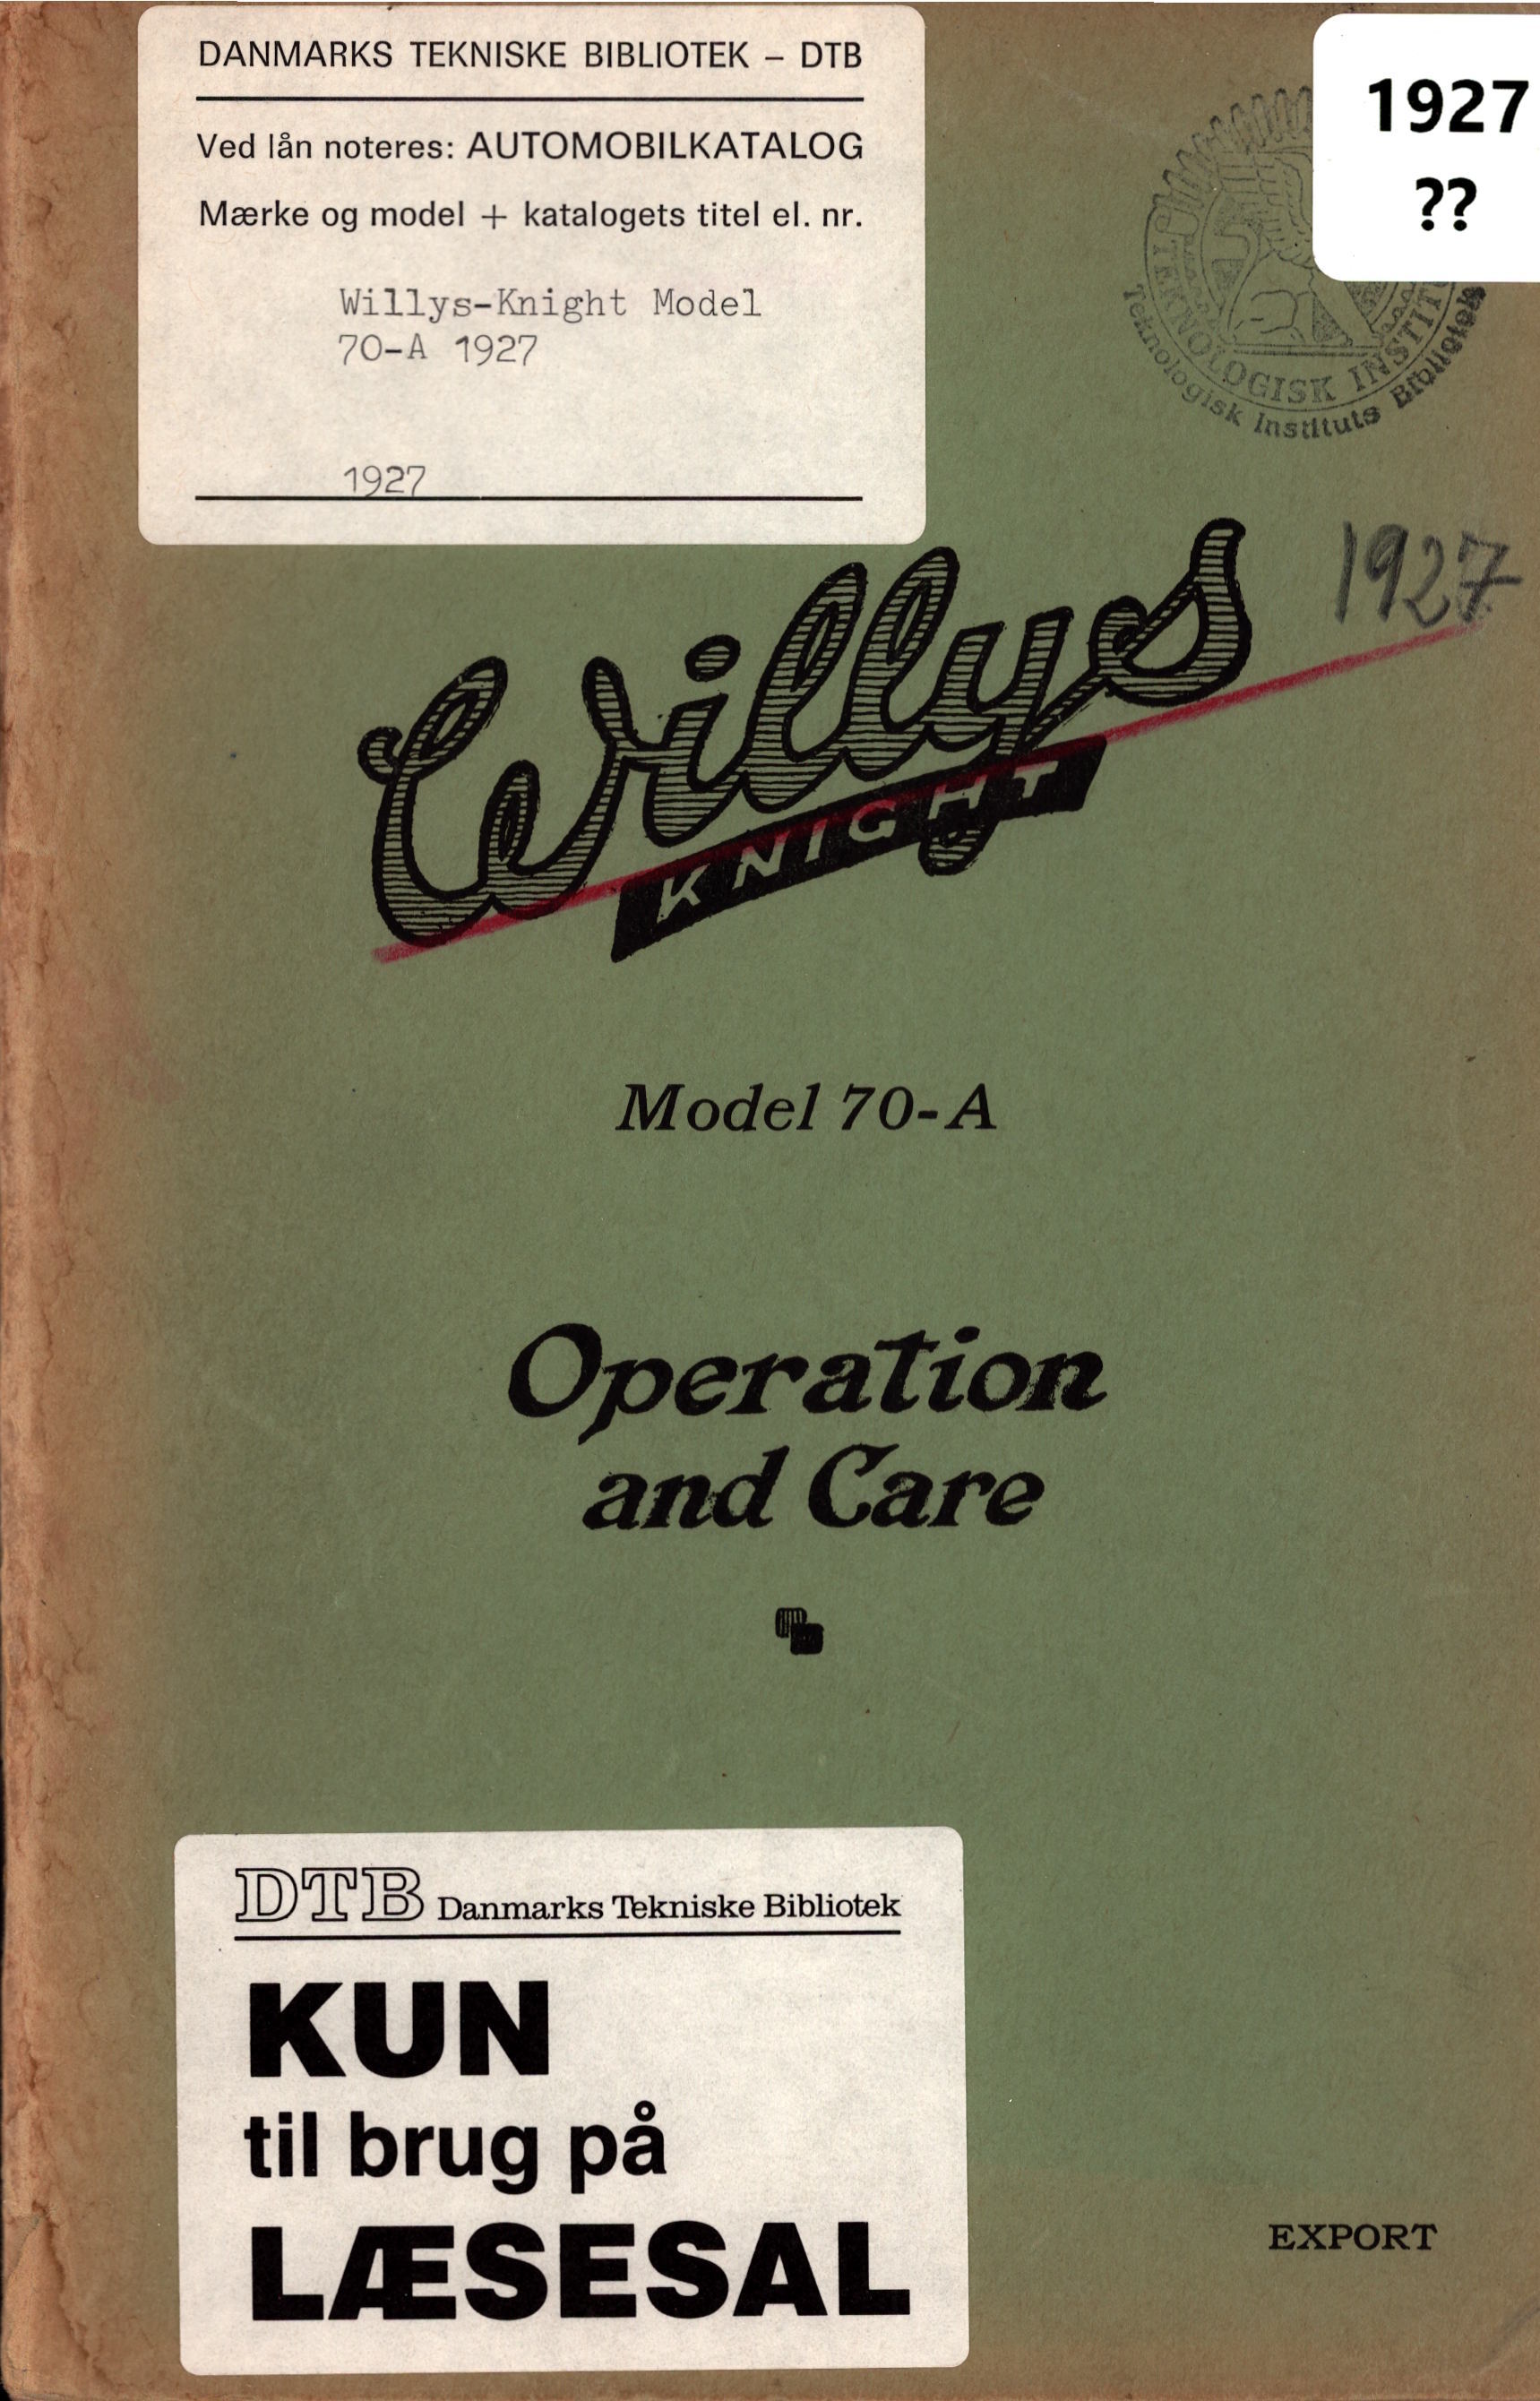 DANMARKS TEKNISKE BIBLIOTEK – DTB
Ved lån noteres: AUTOMOBILKATALOG
Mærke og model + katalogets titel el. nr.
Willys-Knight Model
70-A 1927
1927
1927
??
TEKNOLOGISK INSTITU
Teknologisk Instituts Bibliotek
1927
Willys
KNIGHT
Model 70-A
Operation
and Care
DTB Danmarks Tekniske Bibliotek
KUN
til brug på
LÆSESAL
EXPORT